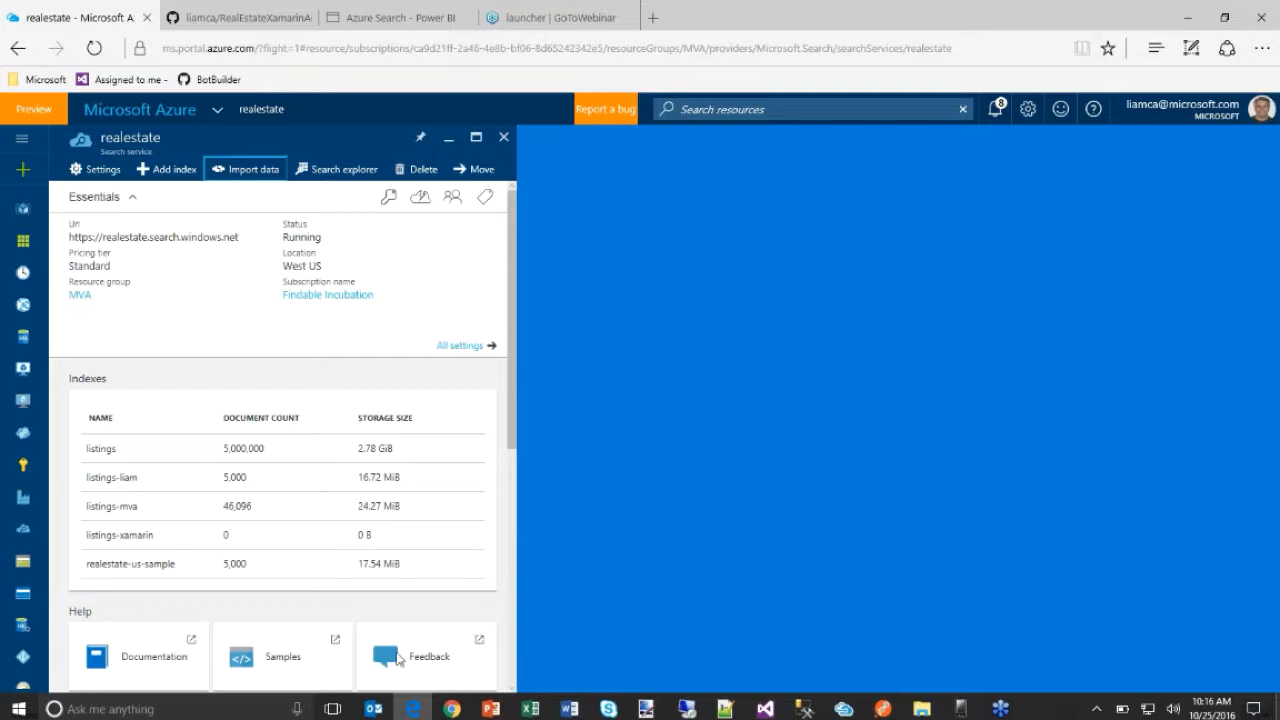 realestate - Microsoft A
liamca/RealEstateXamarinA
Azure Search - Power BI
launcher | GoToWebinar
ms.portal.azure.com/?flight=1#resource/subscriptions/ca9d21ff-2a46-4e8b-bf06-8d65242342e5/resourceGroups/MVA/providers/Microsoft.Search/searchServices/realestate
Microsoft
Assigned to me -
BotBuilder
Preview
Microsoft Azure
realestate
Report a bug
Search resources
8
liamca@microsoft.com
MICROSOFT
realestate
Search service
Settings
Add index
Import data
Search explorer
Delete
Move
Essentials
Url
https://realestate.search.windows.net
Status
Running
Pricing tier
Standard
Location
West US
Resource group
MVA
Subscription name
Findable Incubation
All settings
Indexes
NAME DOCUMENT COUNT STORAGE SIZE
listings 5,000,000 2.78 GiB
listings-liam 5,000 16.72 MiB
listings-mva 46,096 24.27 MiB
listings-xamarin 0 0 B
realestate-us-sample 5,000 17.54 MiB
Help
Documentation
Samples
Feedback
Ask me anything
10:16 AM
10/25/2016